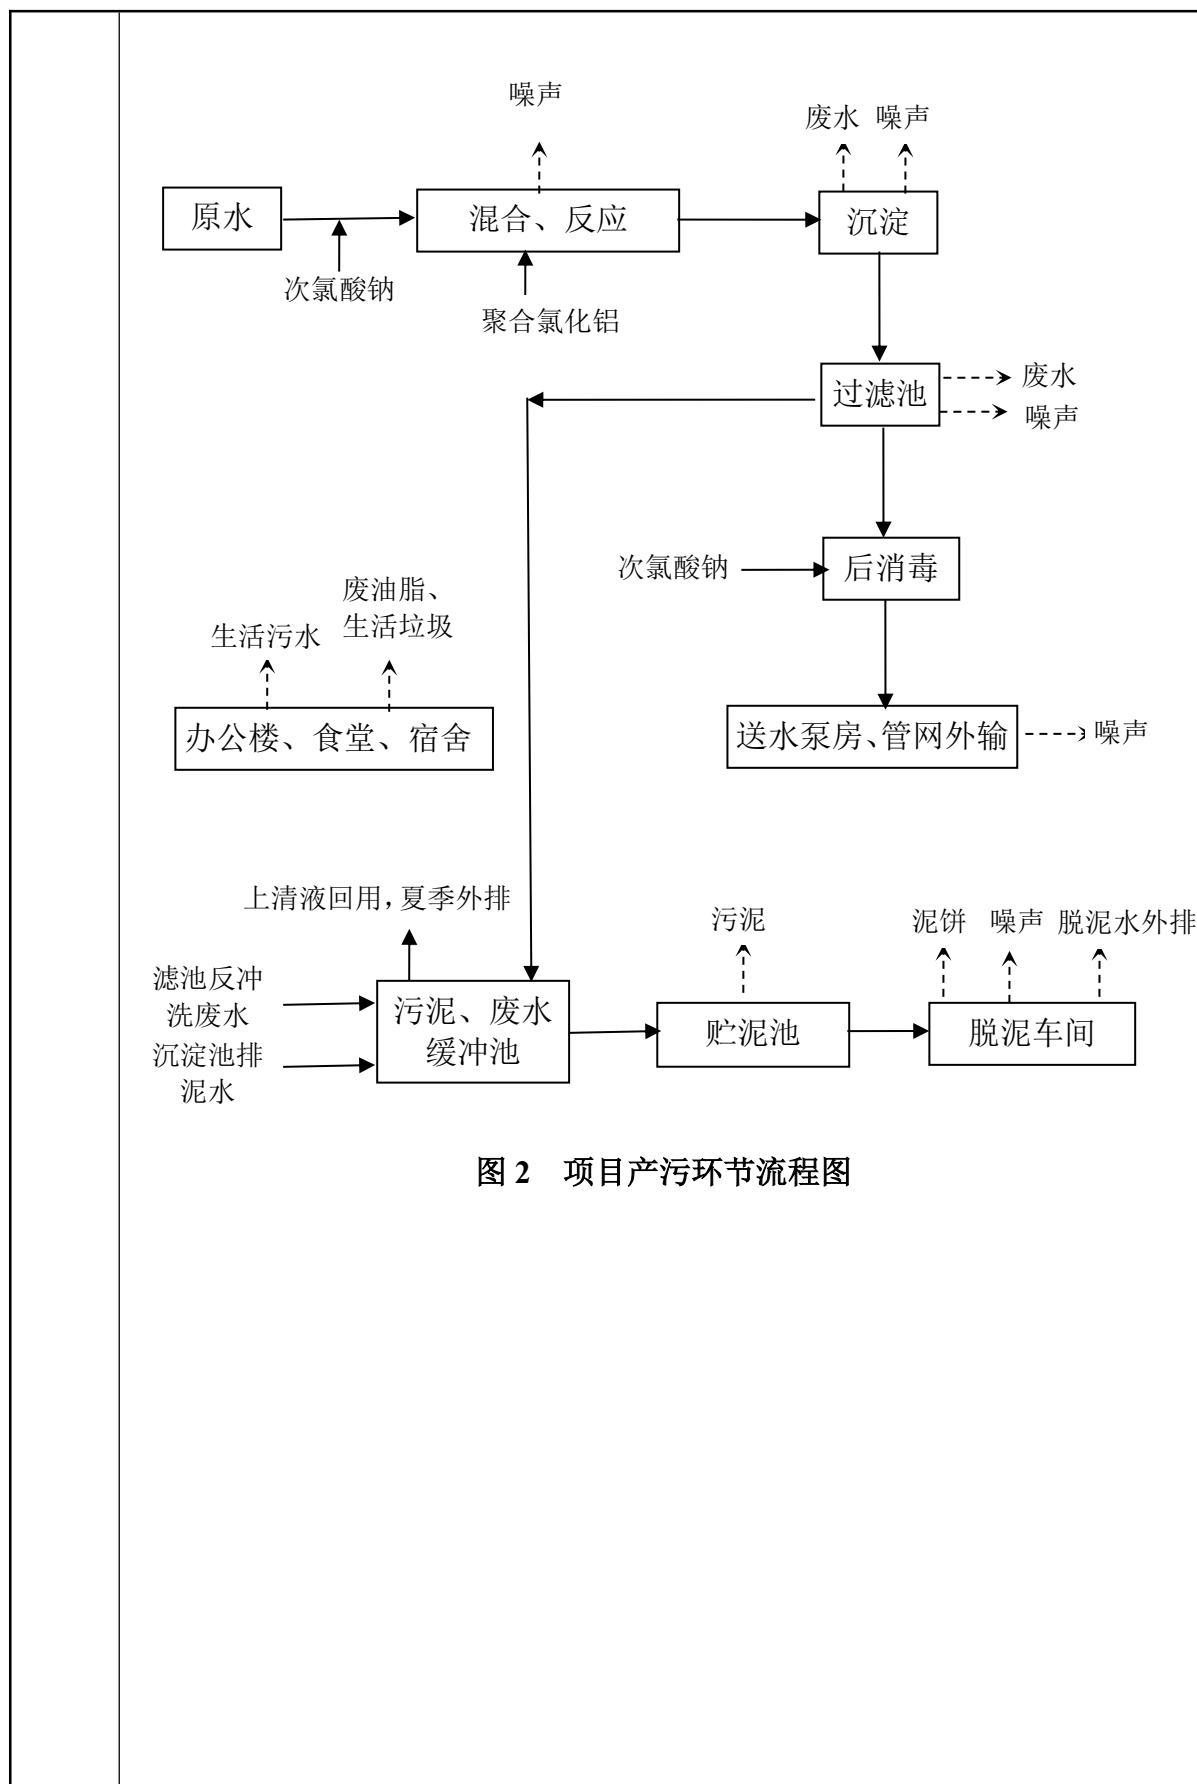 噪声
废水 噪声
原水
混合、反应
沉淀
次氯酸钠
聚合氯化铝
过滤池
废水
噪声
次氯酸钠
后消毒
废油脂、
生活垃圾
生活污水
办公楼、食堂、宿舍
送水泵房、管网外输
噪声
上清液回用,夏季外排
污泥
泥饼 噪声 脱泥水外排
滤池反冲
洗废水
沉淀池排
泥水
污泥、废水
缓冲池
贮泥池
脱泥车间
图 2 项目产污环节流程图